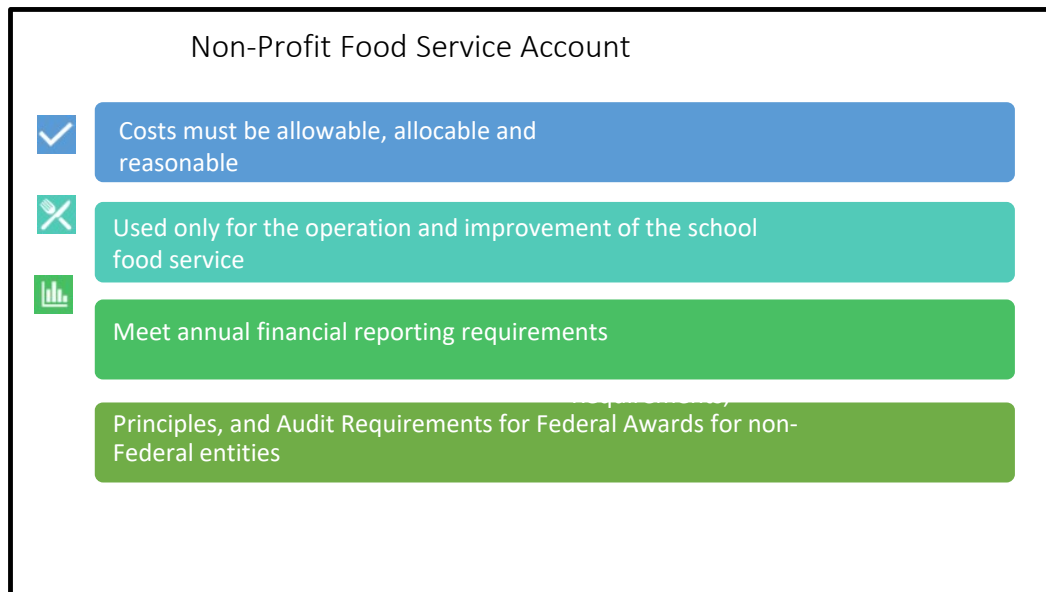 Non-Profit Food Service Account
Costs must be allowable, allocable and
reasonable
Used only for the operation and improvement of the school
food service
Meet annual financial reporting requirements
Principles, and Audit Requirements for Federal Awards for non-
Federal entities